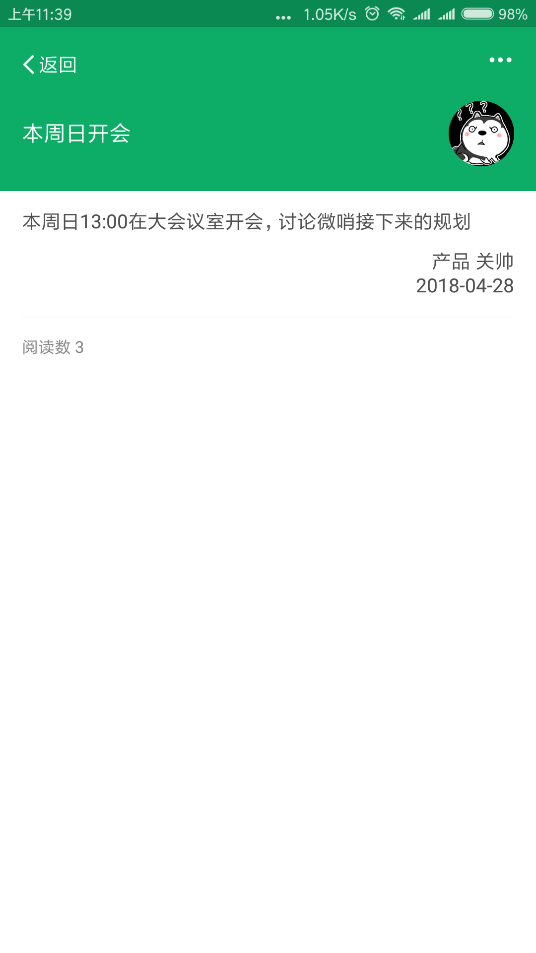 上午11:39 ... 1.05K/s 98%
返回
本周日开会
???
本周日13:00在大会议室开会，讨论微哨接下来的规划
产品 关帅
2018-04-28
阅读数 3